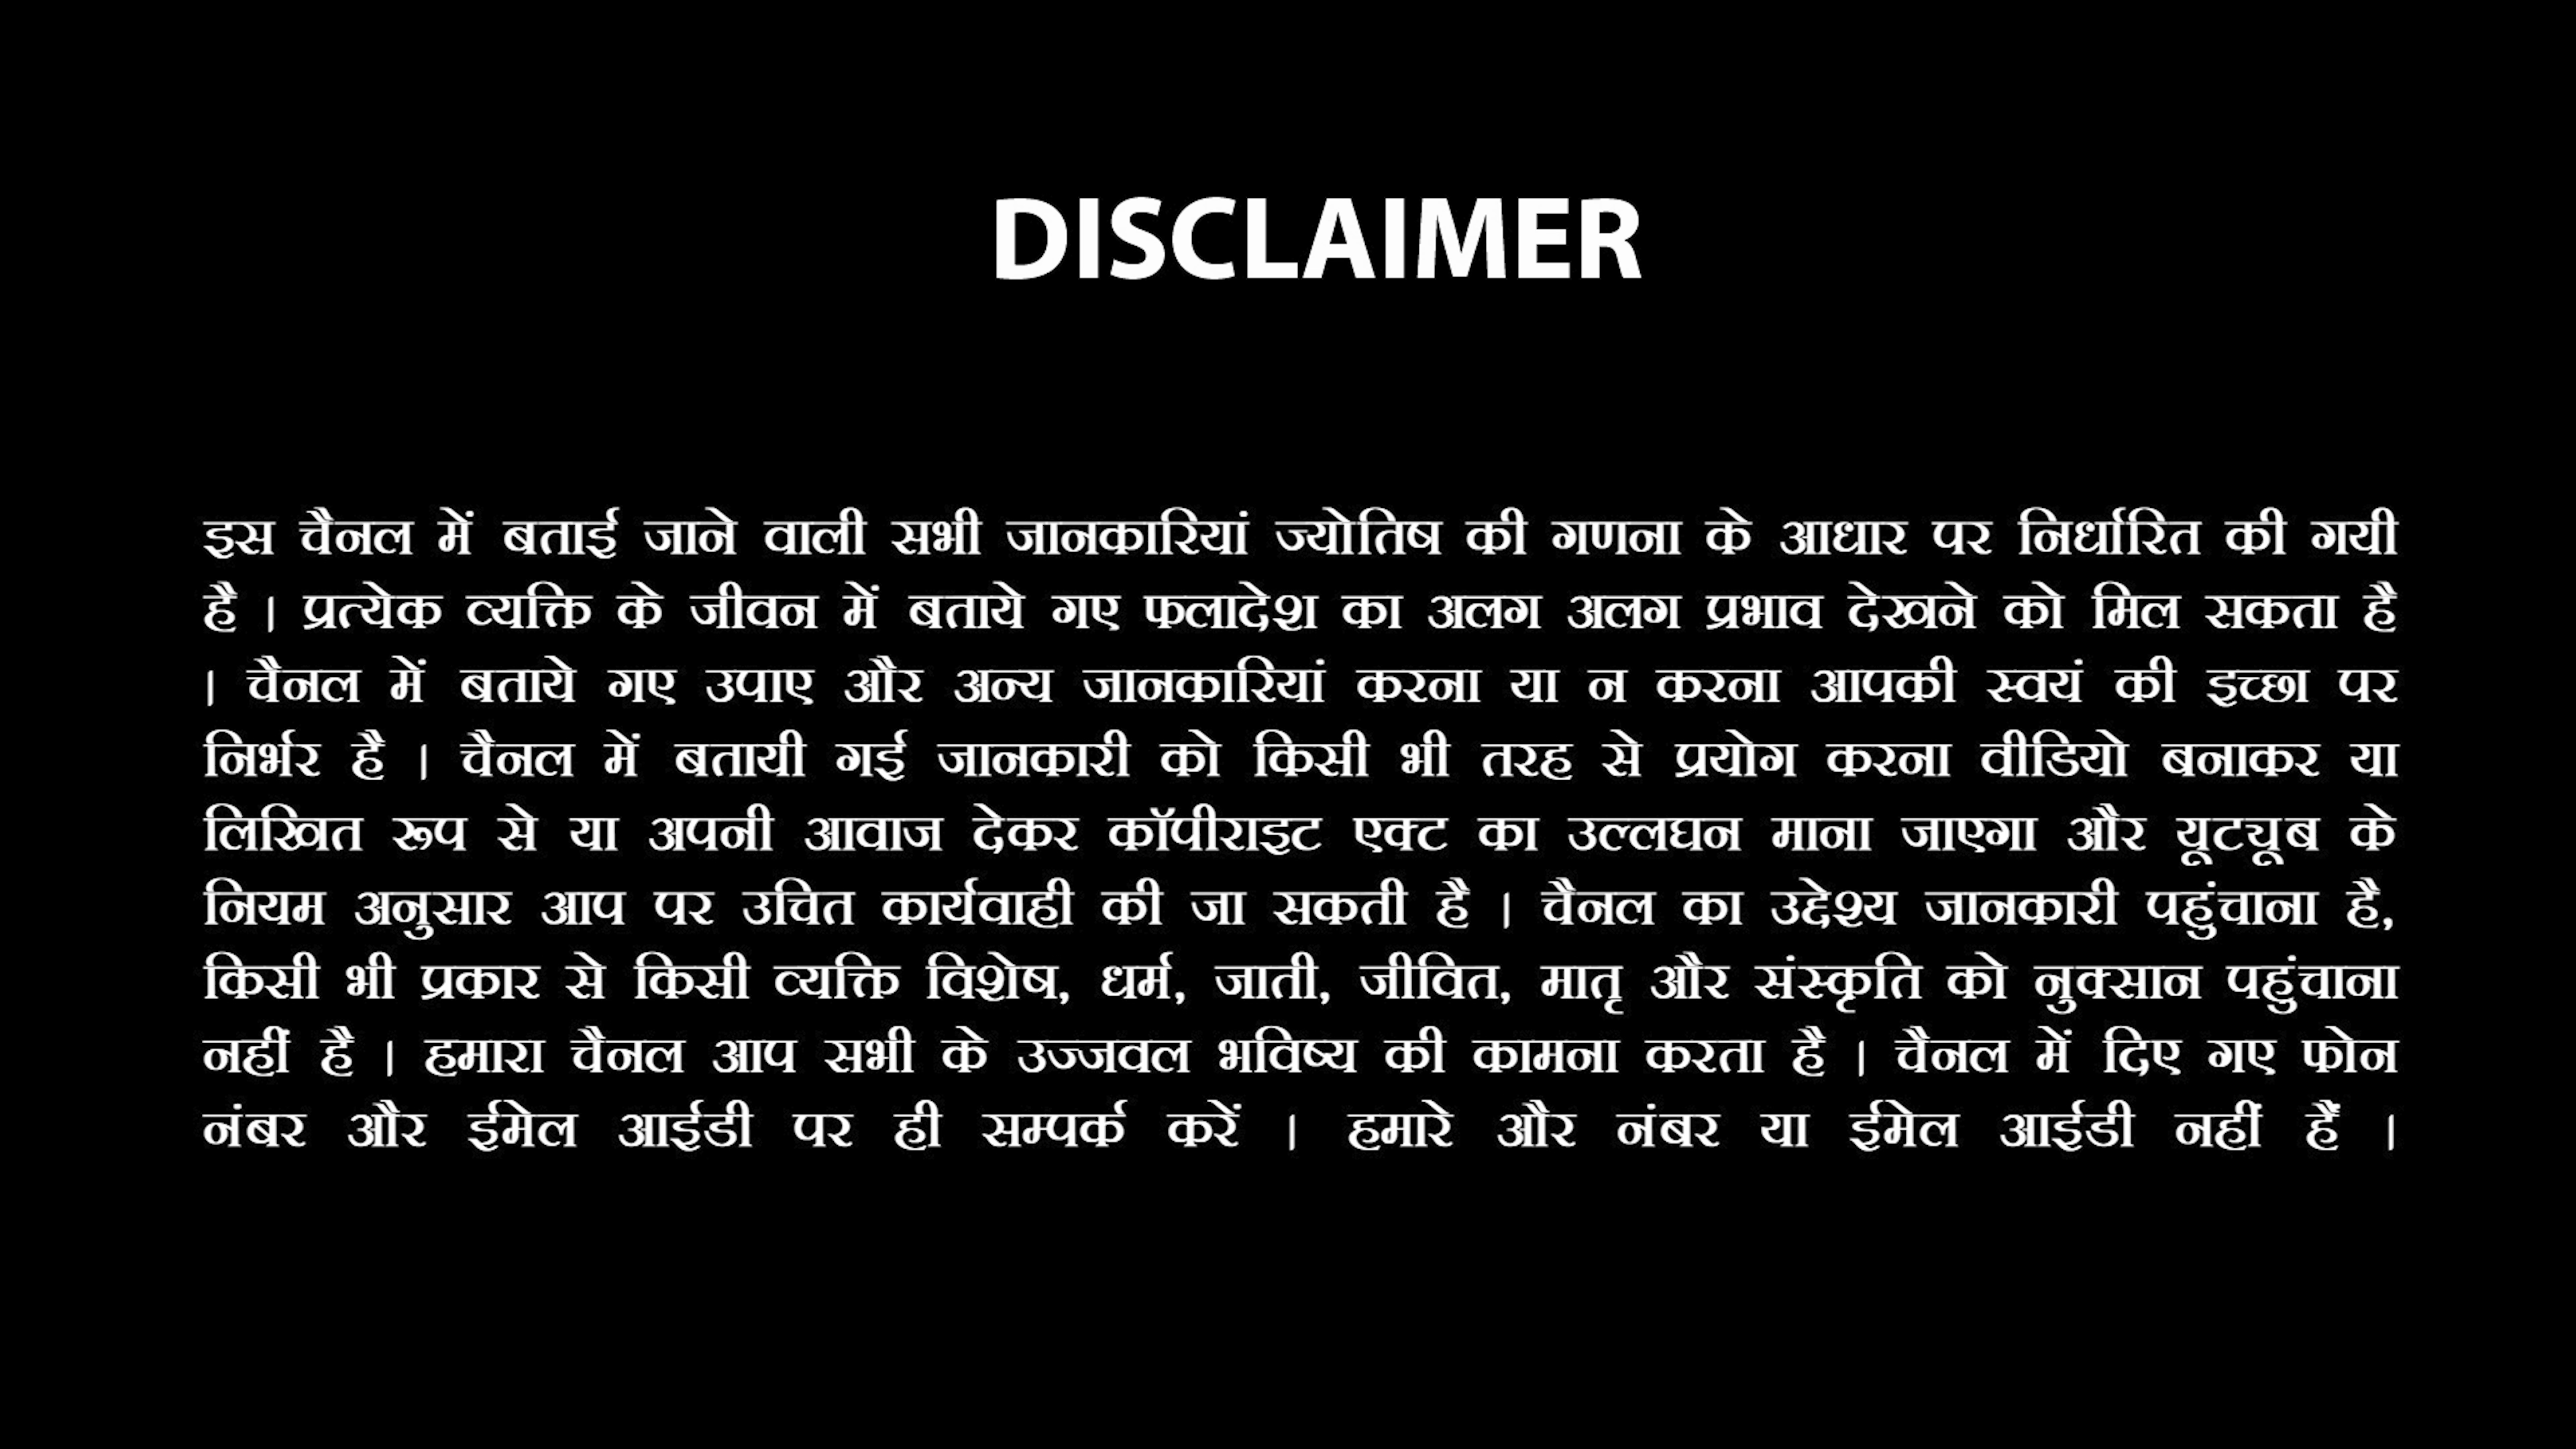 DISCLAIMER
इस चैनल में बताई जाने वाली सभी जानकारियां ज्योतिष की गणना के आधार पर निर्धारित की गयी
है । प्रत्येक व्यक्ति के जीवन में बताये गए फलादेश का अलग अलग प्रभाव देखने को मिल सकता है
। चैनल में बताये गए उपाए और अन्य जानकारियां करना या न करना आपकी स्वयं की इच्छा पर
निर्भर है । चैनल में बतायी गई जानकारी को किसी भी तरह से प्रयोग करना वीडियो बनाकर या
लिखित रूप से या अपनी आवाज देकर कॉपीराइट एक्ट का उल्लघन माना जाएगा और यूट्यूब के
नियम अनुसार आप पर उचित कार्यवाही की जा सकती है । चैनल का उद्देश्य जानकारी पहुंचाना है,
किसी भी प्रकार से किसी व्यक्ति विशेष, धर्म, जाती, जीवित, मातृ और संस्कृति को नुक्सान पहुंचाना
नहीं है । हमारा चैनल आप सभी के उज्जवल भविष्य की कामना करता है । चैनल में दिए गए फोन
नंबर और ईमेल आईडी पर ही सम्पर्क करें । हमारे और नंबर या ईमेल आईडी नहीं हैं ।